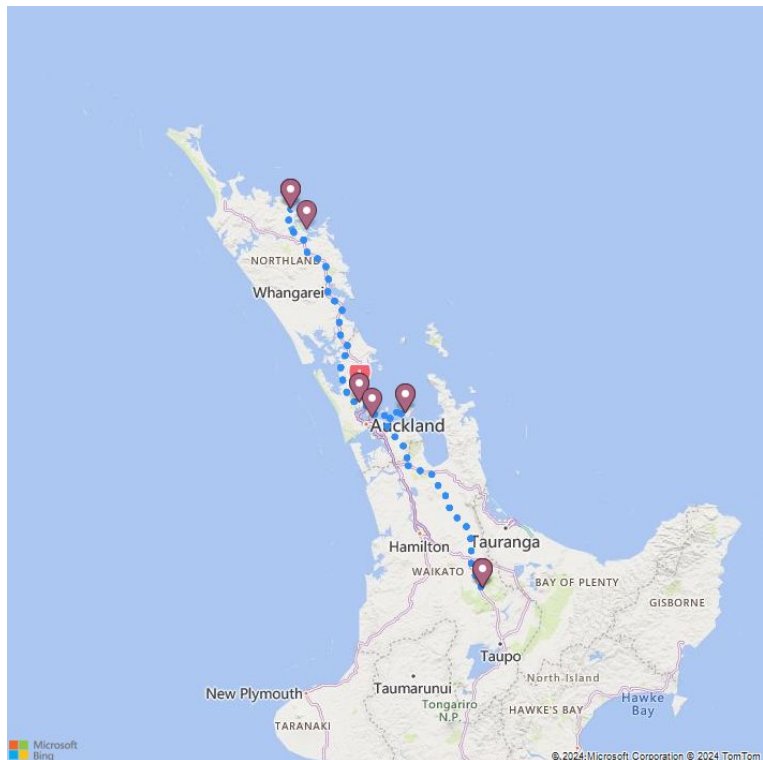 NORTHLAND
Whangarei
Auckland
Hamilton
Tauranga
WAIKATO
BAY OF PLENTY
GISBORNE
Taupo
North Island
New Plymouth
Taumarunui
Tongariro
N.P.
HAWKE'S BAY
Hawke
Bay
TARANAKI
Microsoft
Bing
© 2024 Microsoft Corporation © 2024 TomTom